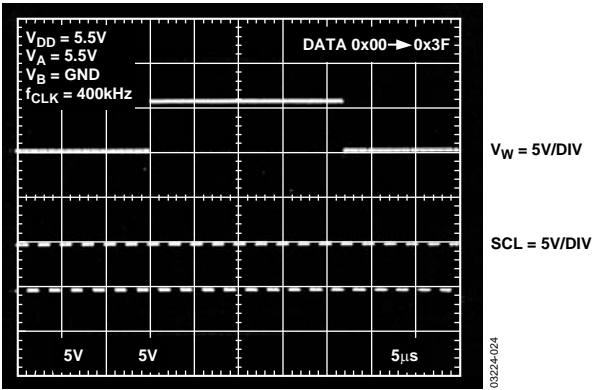 V_DD = 5.5V
V_A = 5.5V
V_B = GND
f_CLK = 400kHz
DATA 0x00→0x3F
V_W = 5V/DIV
SCL = 5V/DIV
5V 5V 5µs
03224-024